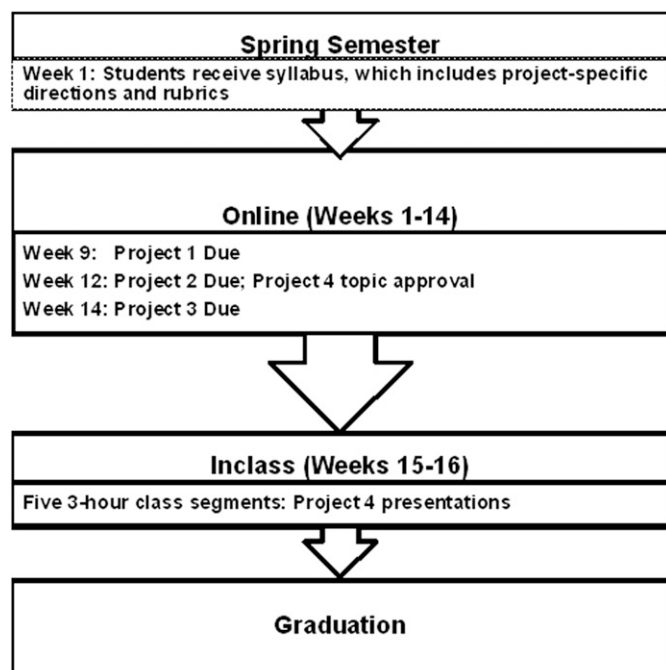 Spring Semester
Week 1: Students receive syllabus, which includes project-specific
directions and rubrics
Online (Weeks 1-14)
Week 9: Project 1 Due
Week 12: Project 2 Due; Project 4 topic approval
Week 14: Project 3 Due
Inclass (Weeks 15-16)
Five 3-hour class segments: Project 4 presentations
Graduation